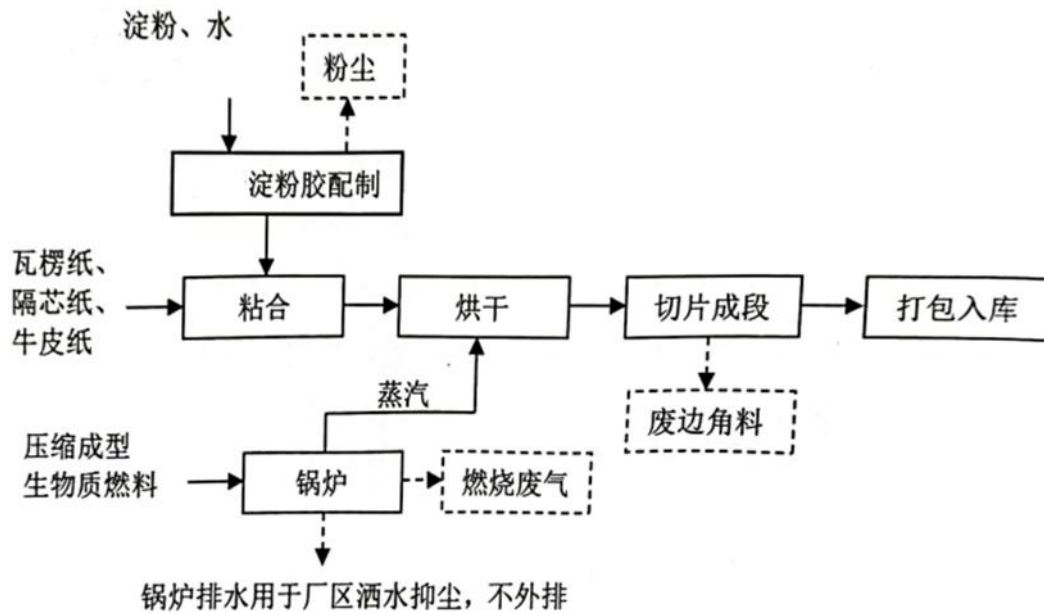 淀粉、水
粉尘
淀粉胶配制
瓦楞纸、
隔芯纸、
牛皮纸
粘合
烘干
切片成段
打包入库
蒸汽
废边角料
压缩成型
生物质燃料
锅炉
燃烧废气
锅炉排水用于厂区洒水抑尘，不外排